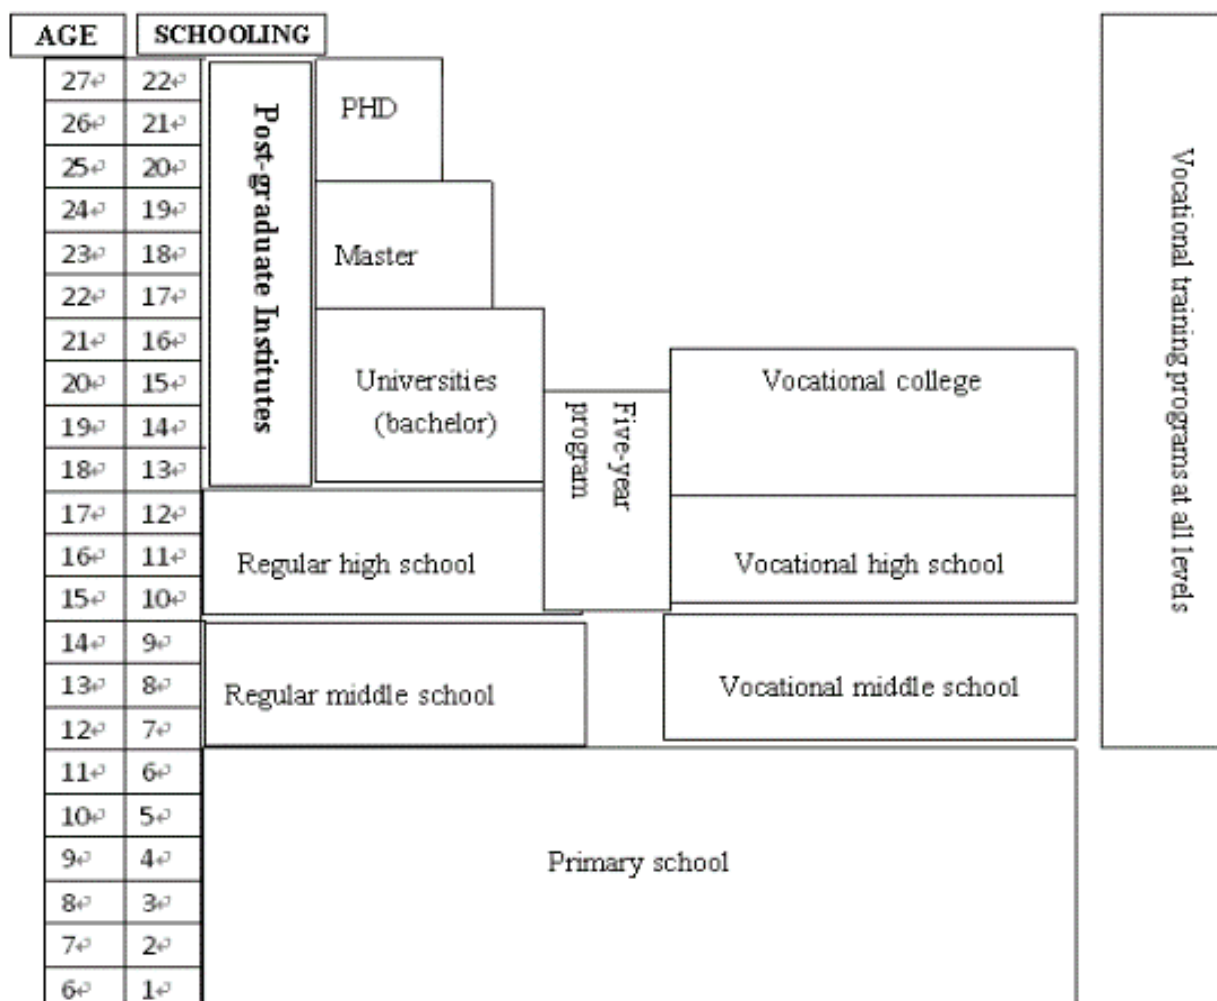 AGE SCHOOLING
27 22
26 21
25 20
24 19
23 18
22 17
21 16
20 15
19 14
18 13
17 12
16 11
15 10
14 9
13 8
12 7
11 6
10 5
9 4
8 3
7 2
6 1
Post-graduate Institutes
PHD
Master
Universities
(bachelor)
Five-year
program
Vocational college
Regular high school
Vocational high school
Regular middle school
Vocational middle school
Primary school
Vocational training programs at all levels